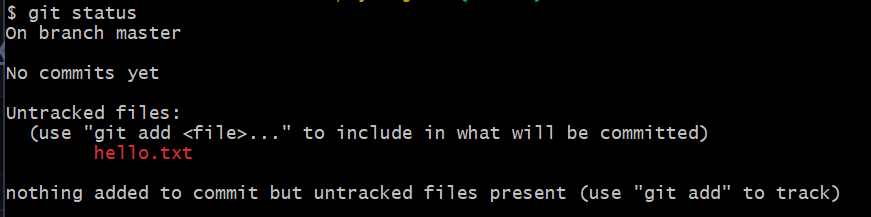 $ git status
On branch master
No commits yet
Untracked files:
(use "git add <file>..." to include in what will be committed)
hello.txt
nothing added to commit but untracked files present (use "git add" to track)